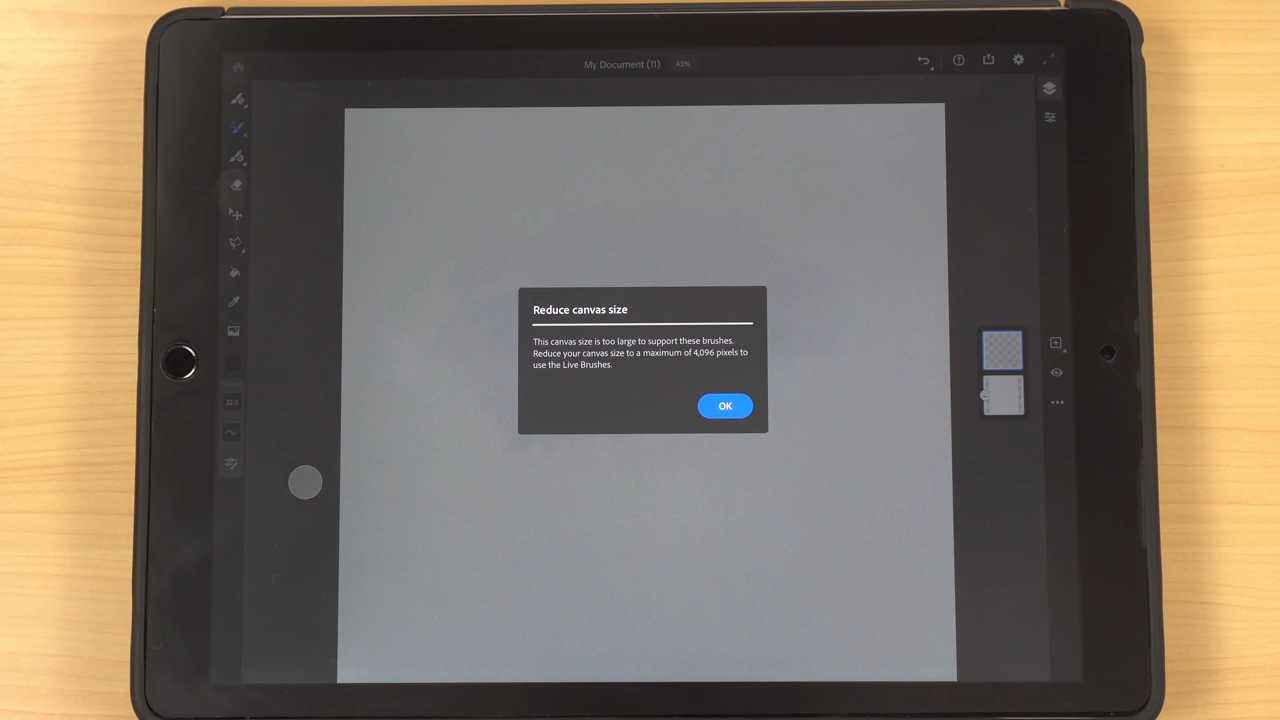 My Document (11) 43%
Reduce canvas size
This canvas size is too large to support these brushes.
Reduce your canvas size to a maximum of 4,096 pixels to
use the Live Brushes.
OK